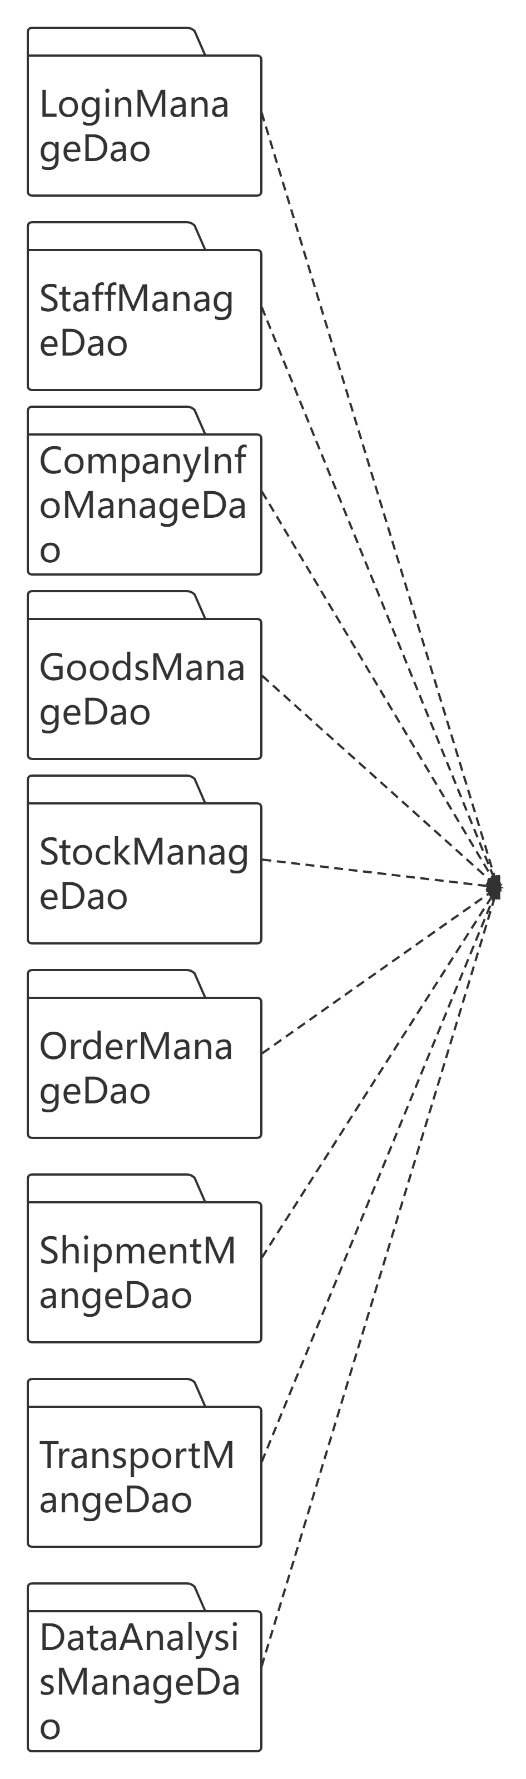 LoginMana
geDao
StaffManag
eDao
CompanyInf
oManageDa
o
GoodsMana
geDao
StockManag
eDao
OrderMana
geDao
ShipmentM
angeDao
TransportM
angeDao
DataAnalysi
sManageDa
o